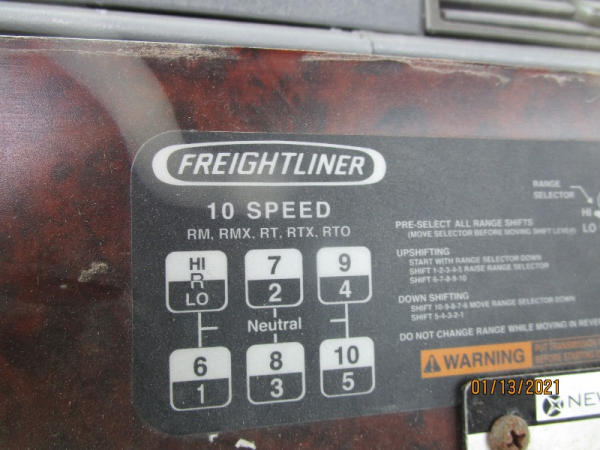 FREIGHTLINER
10 SPEED
RM, RMX, RT, RTX, RTO
HI
R
LO
7
2
9
4
Neutral
6
1
8
3
10
5
RANGE
SELECTOR
HI
LO
PRE-SELECT ALL RANGE SHIFTS
(MOVE SELECTOR BEFORE MOVING SHIFT LEVER)
UPSHIFTING
START WITH RANGE SELECTOR DOWN
SHIFT 1-2-3-4-5 RAISE RANGE SELECTOR
SHIFT 6-7-8-9-10
DOWN SHIFTING
SHIFT 10-9-8-7-6 MOVE RANGE SELECTOR DOWN
SHIFT 5-4-3-2-1
DO NOT CHANGE RANGE WHILE MOVING IN REVE
WARNING
01/13/2021
NEW